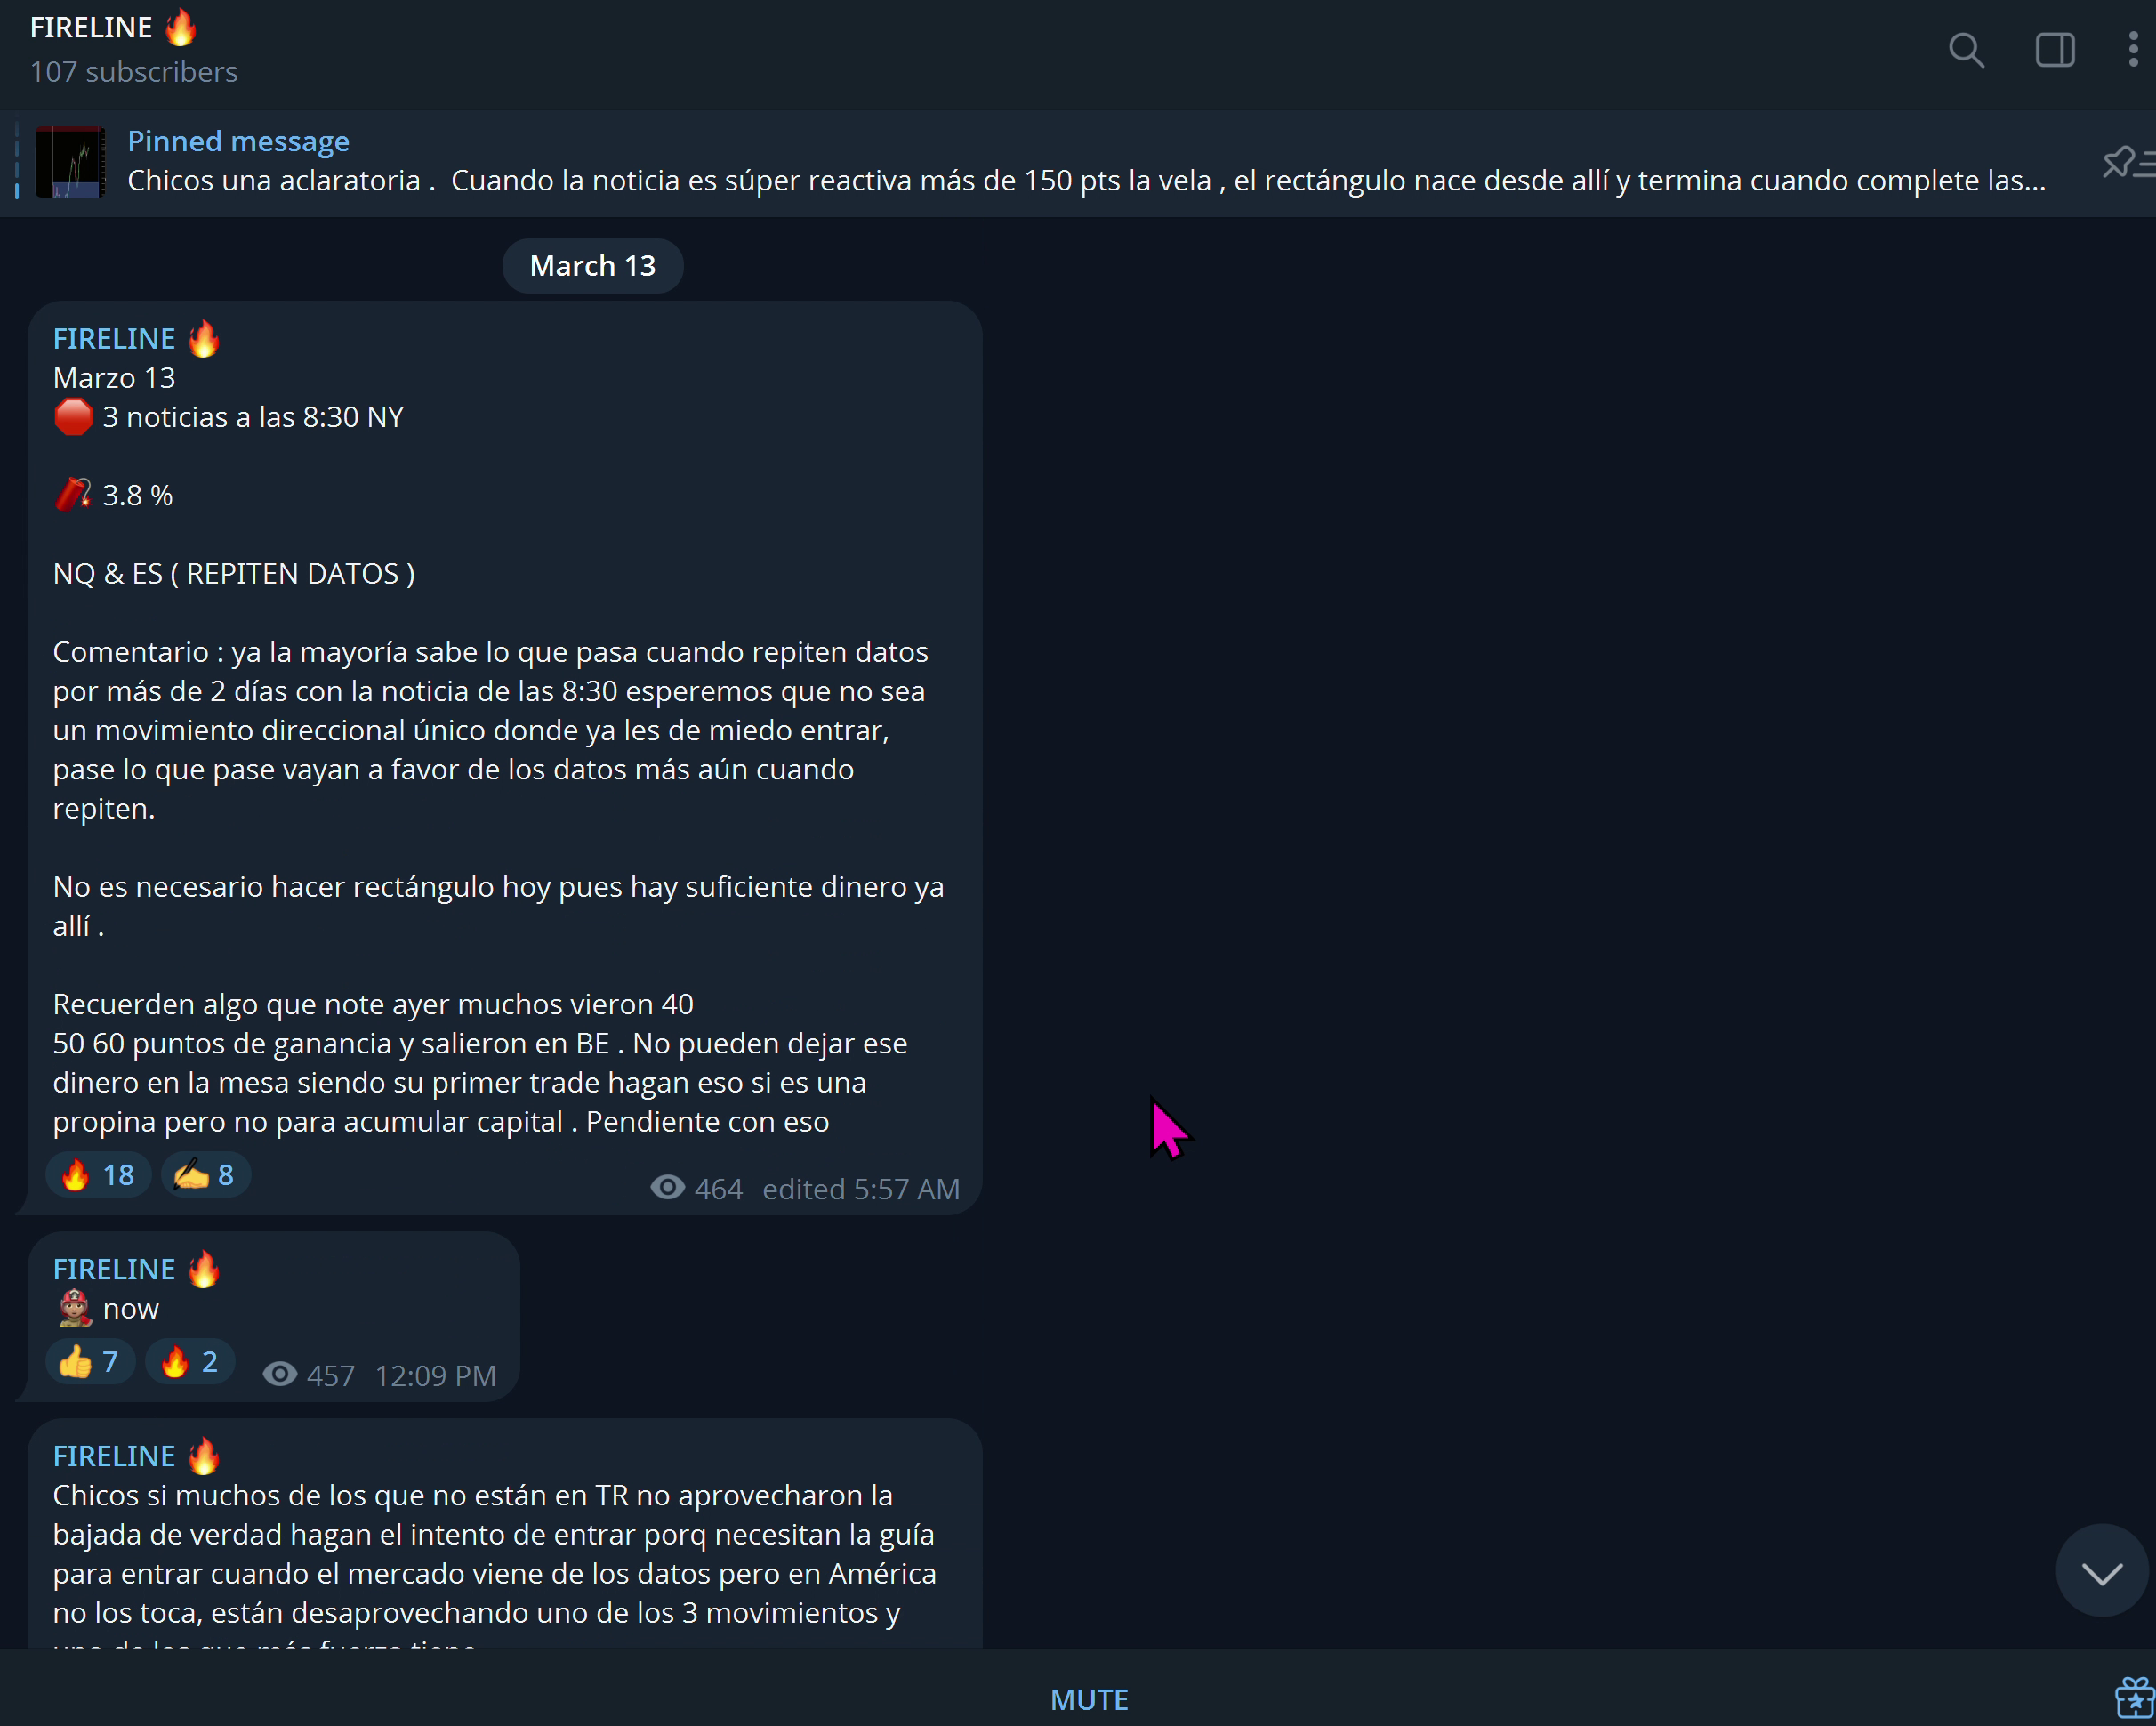 FIRELINE 🔥
107 subscribers
Pinned message
Chicos una aclaratoria .  Cuando la noticia es súper reactiva más de 150 pts la vela , el rectángulo nace desde allí y termina cuando complete las...
March 13
FIRELINE 🔥
Marzo 13
🛑 3 noticias a las 8:30 NY
🧨 3.8 %
NQ & ES ( REPITEN DATOS )
Comentario : ya la mayoría sabe lo que pasa cuando repiten datos
por más de 2 días con la noticia de las 8:30 esperemos que no sea
un movimiento direccional único donde ya les de miedo entrar,
pase lo que pase vayan a favor de los datos más aún cuando
repiten.
No es necesario hacer rectángulo hoy pues hay suficiente dinero ya
allí .
Recuerden algo que note ayer muchos vieron 40
50 60 puntos de ganancia y salieron en BE . No pueden dejar ese
dinero en la mesa siendo su primer trade hagan eso si es una
propina pero no para acumular capital . Pendiente con eso
🔥 18 ✍️ 8 464 edited 5:57 AM
FIRELINE 🔥
👩🏽‍🚒 now
👍 7 🔥 2 457 12:09 PM
FIRELINE 🔥
Chicos si muchos de los que no están en TR no aprovecharon la
bajada de verdad hagan el intento de entrar porq necesitan la guía
para entrar cuando el mercado viene de los datos pero en América
no los toca, están desaprovechando uno de los 3 movimientos y
uno de los que más fuerza tiene
MUTE